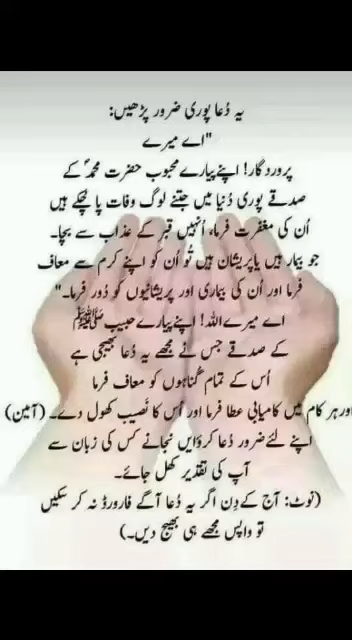 یہ دُعا پوری ضرور پڑھیں:
"اے میرے
پروردگار! اپنے پیارے محبوب حضرت محمدؐ کے
صدقے پوری دُنیا میں جتنے لوگ وفات پا چُکے ہیں
اُن کی مغفرت فرما، اُنہیں قبر کے عذاب سے بچا۔
جو بیمار ہیں یا پریشان ہیں تُو اُن کو اپنے کرم سے معاف
فرما اور اُن کی بیماری اور پریشانیوں کو دُور فرما۔"
اے میرے اللہ! اپنے پیارے حبیب ﷺ
کے صدقے جس نے مجھے یہ دُعا بھیجی ہے
اُس کے تمام گناہوں کو معاف فرما
اور ہر کام میں کامیابی عطا فرما اور اُس کا نَصیب کھول دے۔ (آمین)
اپنے لئے ضرور دُعا کرؤایں نجانے کس کی زبان سے
آپ کی تقدیر کھل جائے۔
(نوٹ: آج کے دِن اگر یہ دُعا آگے فارورڈ نہ کر سکیں
تو واپس مجھے ہی بھیج دیں۔)